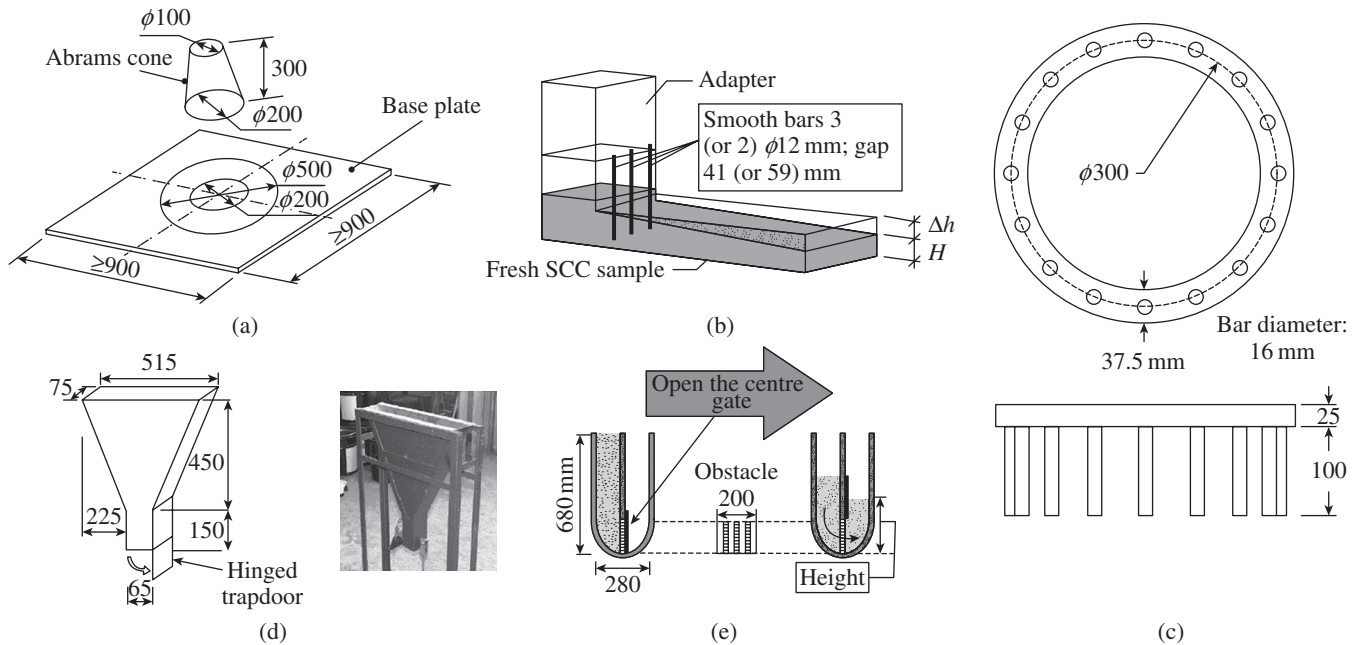 ϕ100
Abrams cone
300
ϕ200
Base plate
ϕ500
ϕ200
≥900
≥900
(a)
Adapter
Smooth bars 3
(or 2) ϕ12 mm; gap
41 (or 59) mm
Δh
H
Fresh SCC sample
(b)
ϕ300
37.5 mm
Bar diameter:
16 mm
25
100
(c)
515
75
450
225
150
65
Hinged
trapdoor
(d)
Open the centre
gate
680 mm
Obstacle
200
280
Height
(e)